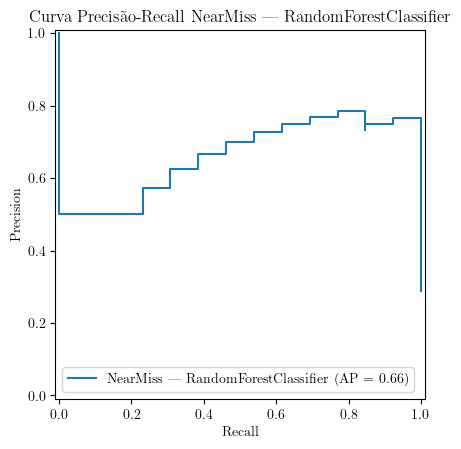 Curva Precisão-Recall NearMiss — RandomForestClassifier
1.0
0.8
0.6
0.4
0.2
0.0
Precision
NearMiss — RandomForestClassifier (AP = 0.66)
0.0 0.2 0.4 0.6 0.8 1.0
Recall